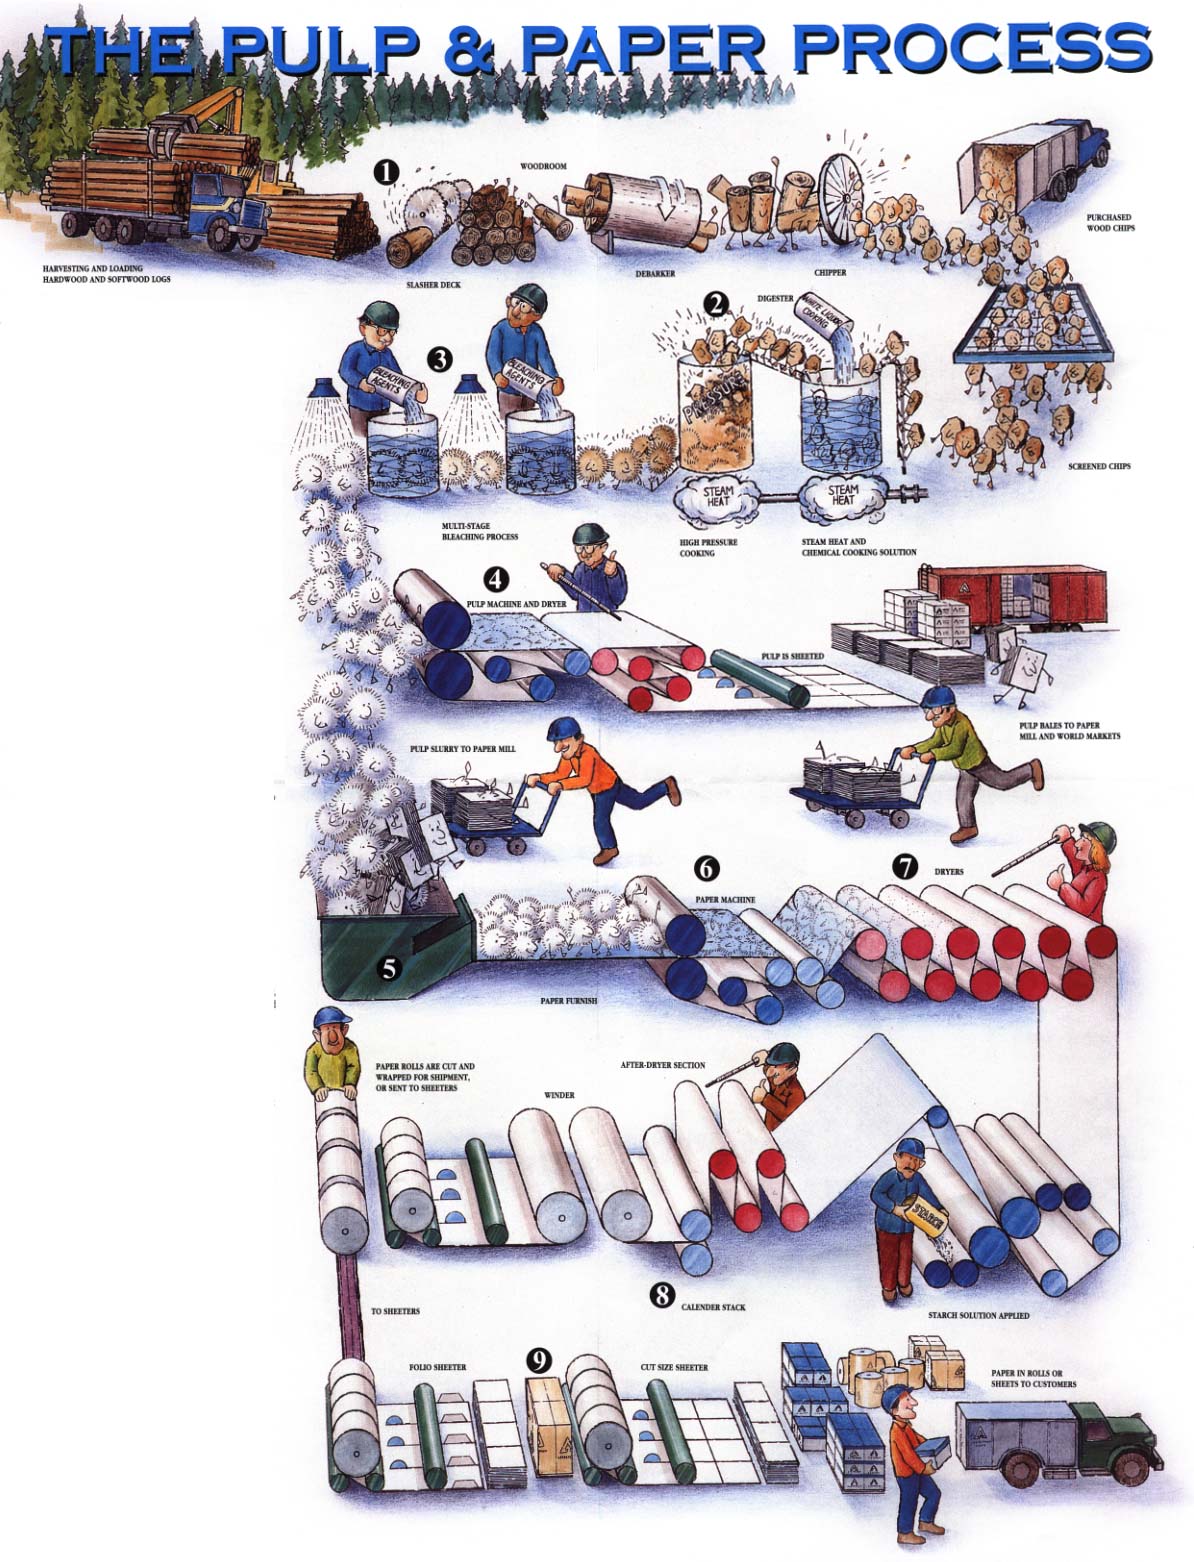 THE PULP & PAPER PROCESS
1
WOODROOM
HARVESTING AND LOADING
HARDWOOD AND SOFTWOOD LOGS
SLASHER DECK
DEBARKER
CHIPPER
PURCHASED
WOOD CHIPS
2
DIGESTER
WHITE LIQUOR
COOKING
PRESSURE
STEAM
HEAT
STEAM
HEAT
SCREENED CHIPS
HIGH PRESSURE
COOKING
STEAM HEAT AND
CHEMICAL COOKING SOLUTION
3
BLEACHING
AGENTS
BLEACHING
AGENTS
MULTI-STAGE
BLEACHING PROCESS
4
PULP MACHINE AND DRYER
PULP IS SHEETED
PULP BALES TO PAPER
MILL AND WORLD MARKETS
PULP SLURRY TO PAPER MILL
5
PAPER FURNISH
6
PAPER MACHINE
7
DRYERS
PAPER ROLLS ARE CUT AND
WRAPPED FOR SHIPMENT,
OR SENT TO SHEETERS
WINDER
AFTER-DRYER SECTION
STARCH
STARCH SOLUTION APPLIED
8
CALENDER STACK
TO SHEETERS
FOLIO SHEETER
9
CUT SIZE SHEETER
PAPER IN ROLLS OR
SHEETS TO CUSTOMERS